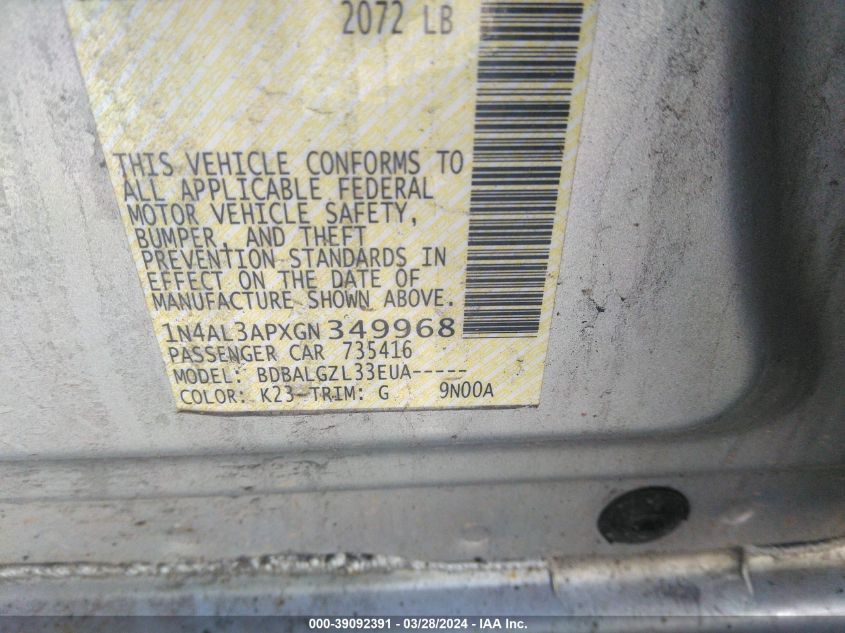 2072 LB
THIS VEHICLE CONFORMS TO
ALL APPLICABLE FEDERAL
MOTOR VEHICLE SAFETY,
BUMPER, AND THEFT
PREVENTION STANDARDS IN
EFFECT ON THE DATE OF
MANUFACTURE SHOWN ABOVE.
1N4AL3APXGN 349968
PASSENGER CAR 735416
MODEL: BDBALGZL33EUA-----
COLOR: K23-TRIM: G 9N00A
000-39092391 | 03/28/2024 | IAA Inc.